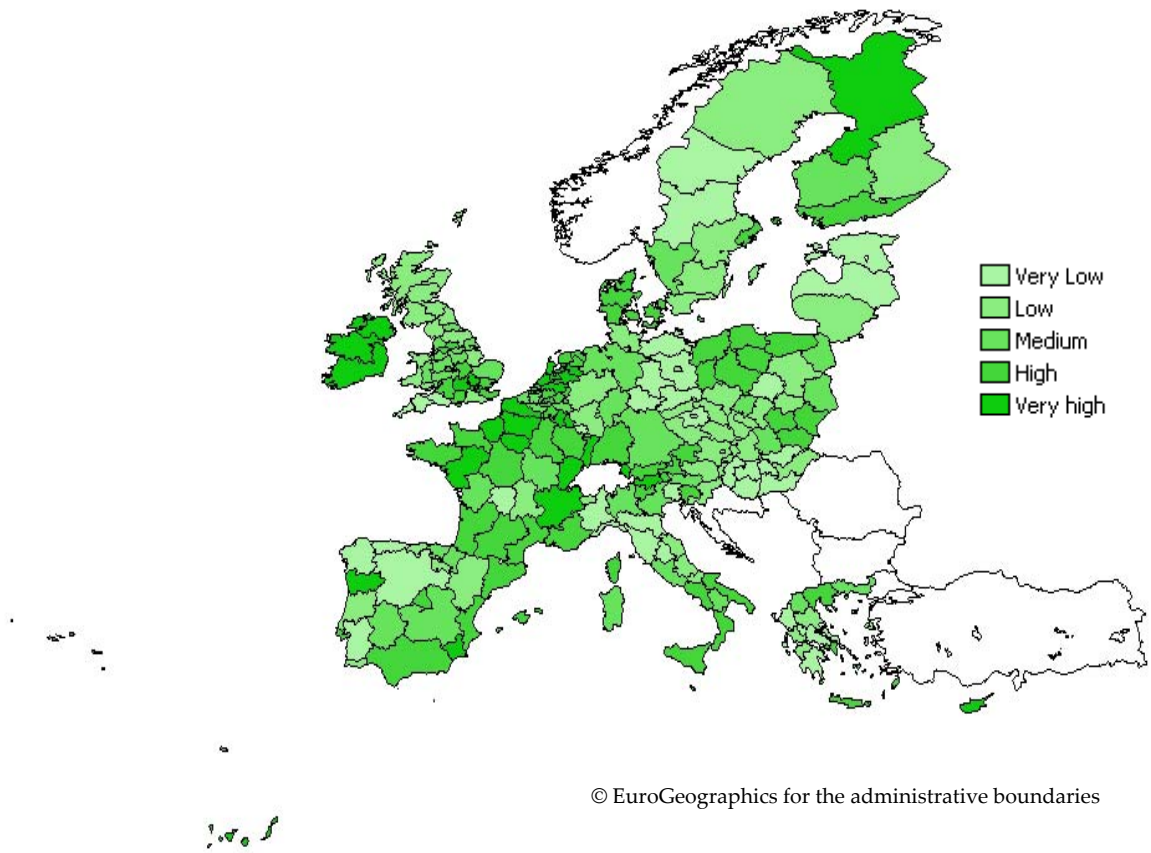 Very Low
Low
Medium
High
Very high
© EuroGeographics for the administrative boundaries